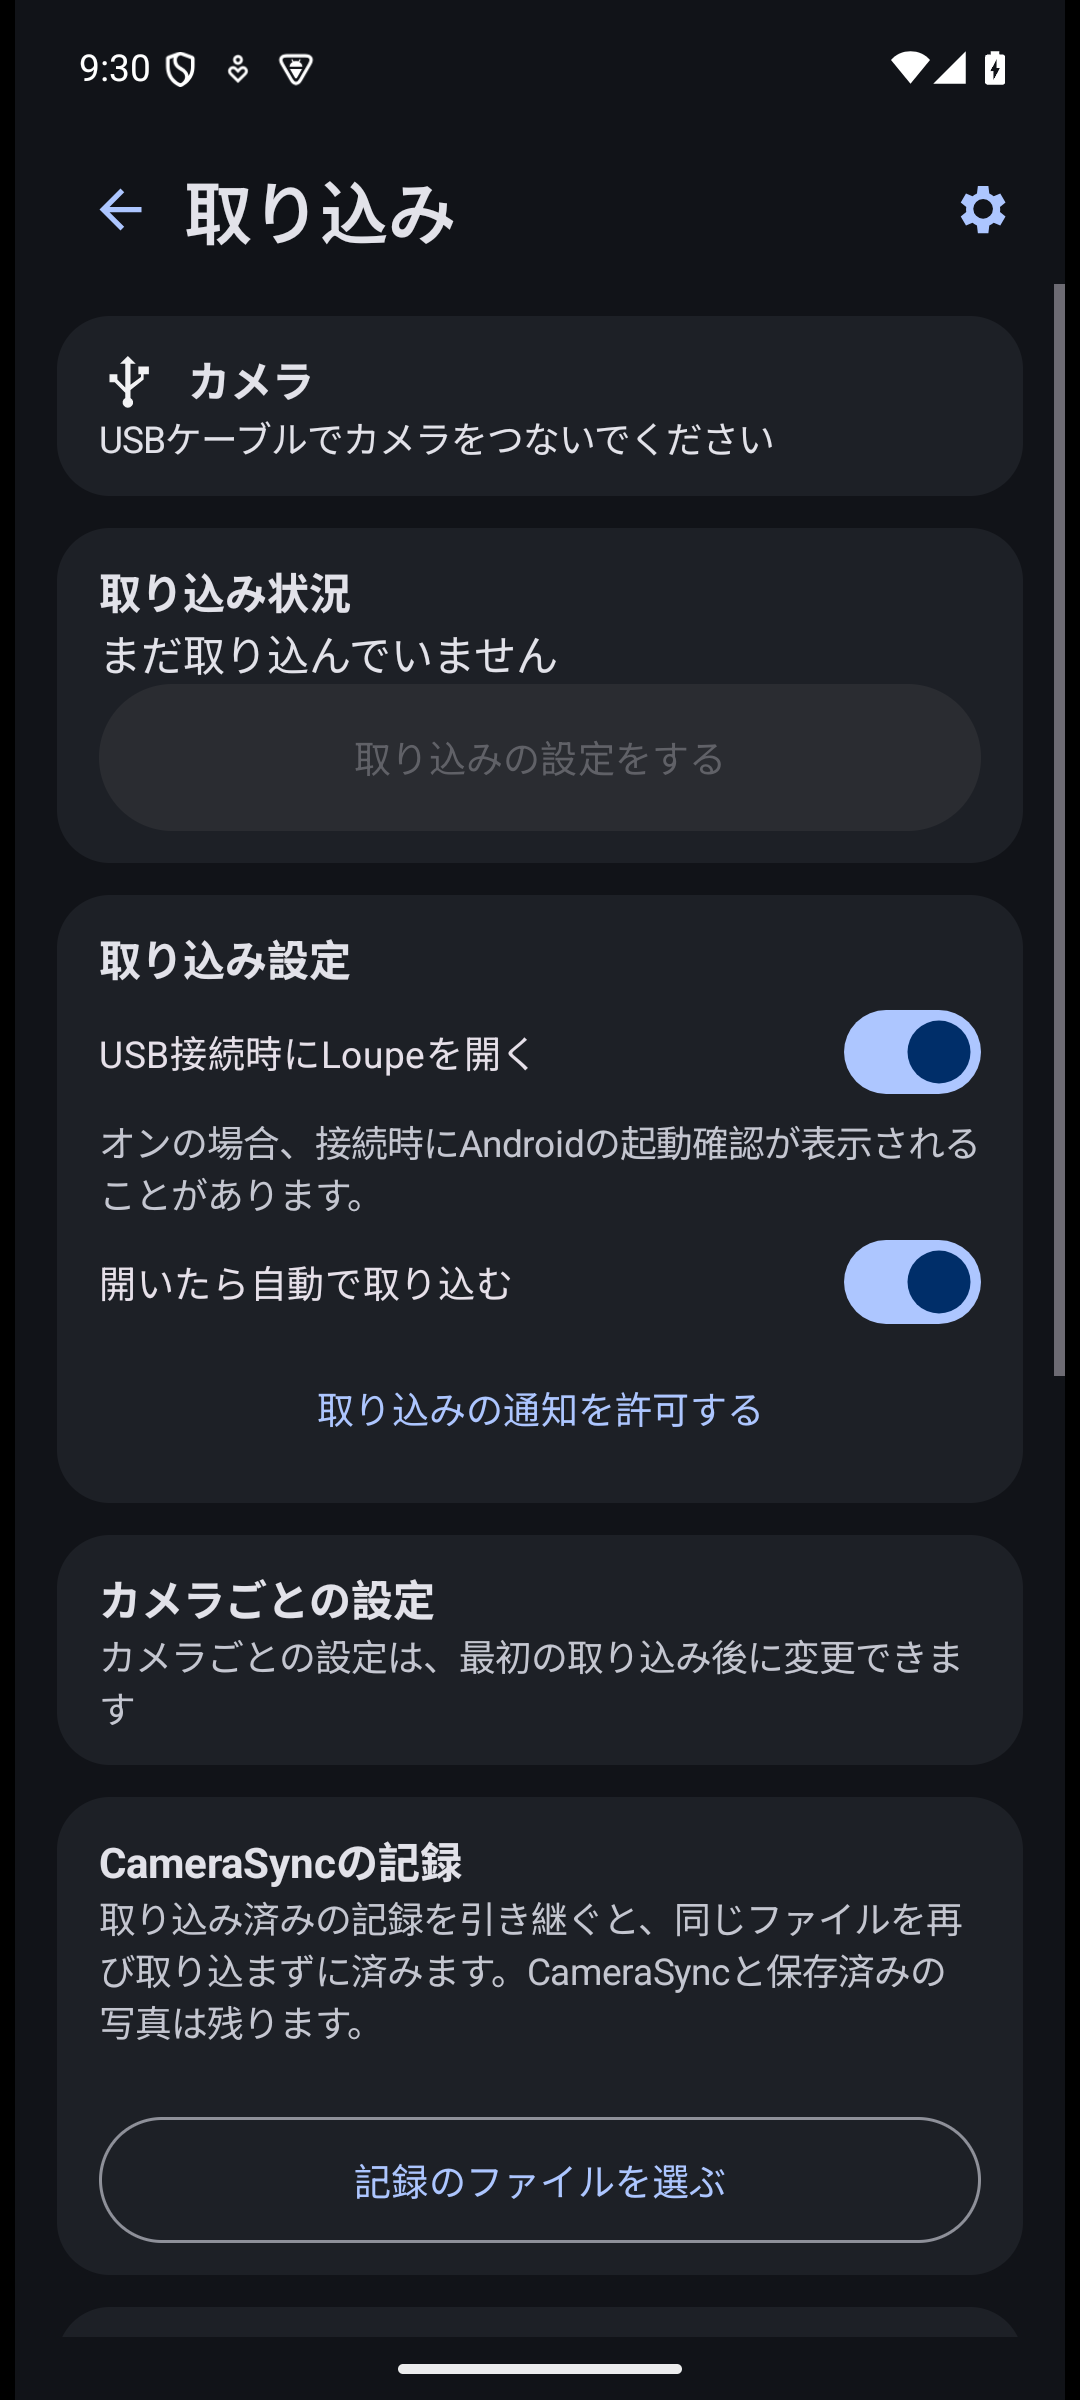 9:30
取り込み
カメラ
USBケーブルでカメラをつないでください
取り込み状況
まだ取り込んでいません
取り込みの設定をする
取り込み設定
USB接続時にLoupeを開く
オンの場合、接続時にAndroidの起動確認が表示される
ことがあります。
開いたら自動で取り込む
取り込みの通知を許可する
カメラごとの設定
カメラごとの設定は、最初の取り込み後に変更できま
す
CameraSyncの記録
取り込み済みの記録を引き継ぐと、同じファイルを再
び取り込まずに済みます。CameraSyncと保存済みの
写真は残ります。
記録のファイルを選ぶ